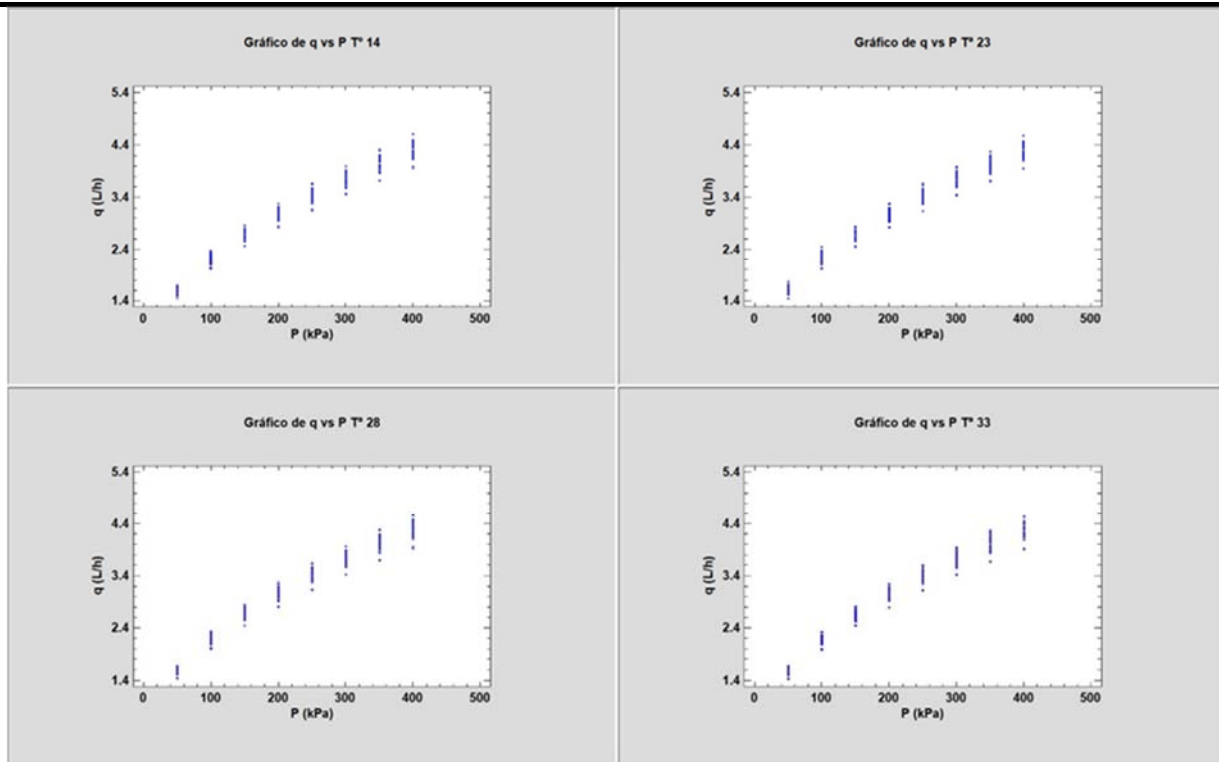 Gráfico de q vs P Tº 14
5.4
4.4
3.4
2.4
1.4
q (L/h)
0 100 200 300 400 500
P (kPa)
Gráfico de q vs P Tº 23
5.4
4.4
3.4
2.4
1.4
q (L/h)
0 100 200 300 400 500
P (kPa)
Gráfico de q vs P Tº 28
5.4
4.4
3.4
2.4
1.4
q (L/h)
0 100 200 300 400 500
P (kPa)
Gráfico de q vs P Tº 33
5.4
4.4
3.4
2.4
1.4
q (L/h)
0 100 200 300 400 500
P (kPa)